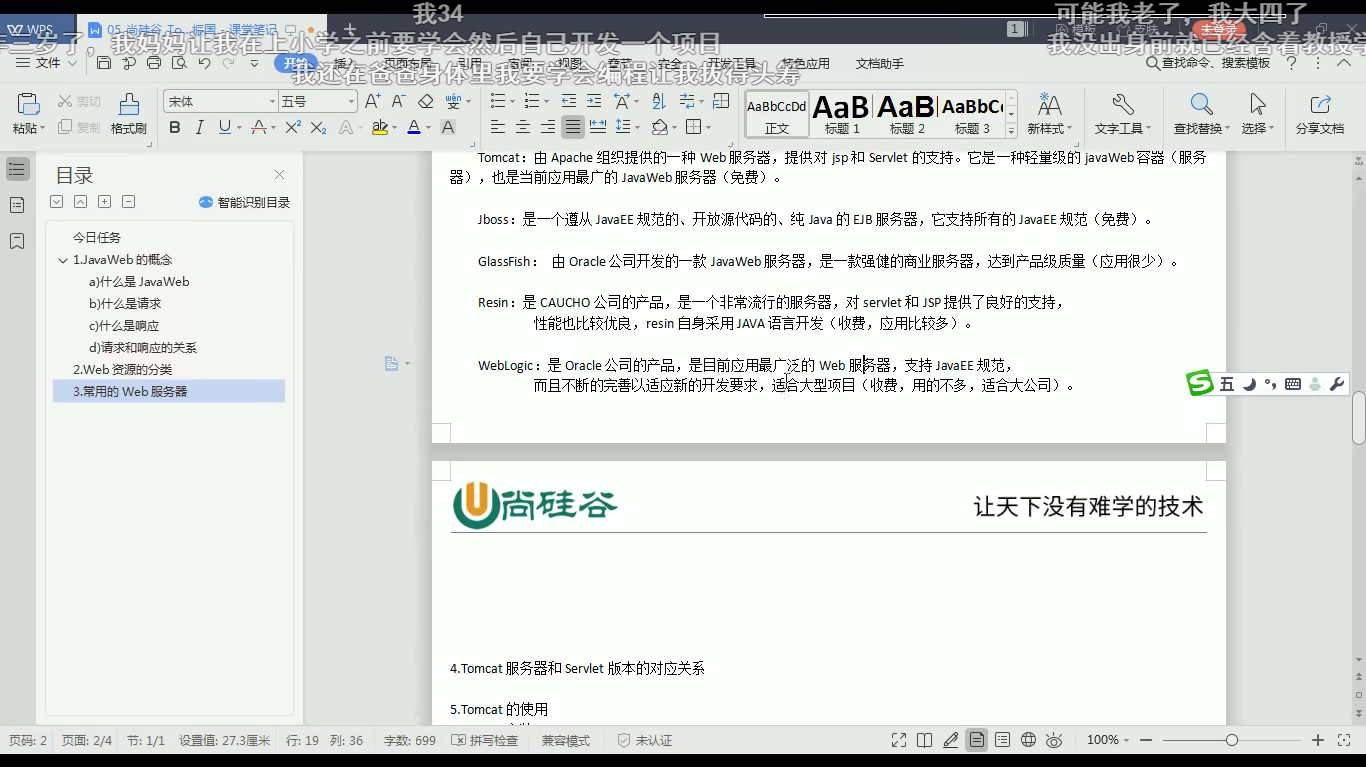 我34
可能我老了，我大四了
三岁了，我妈妈让我在上小学之前要学会然后自己开发一个项目
我没出身前就已经含着教授学
我还在爸爸身体里我要学会编程让我拔得头筹
WPS
1
未登录
文件
开始
页面布局
章节
开发工具
特色应用
文档助手
查找命令、搜索模板
粘贴
剪切
复制
格式刷
宋体
五号
AaBbCcDd
正文
AaB
标题 1
AaB
标题 2
AaBbC
标题 3
新样式
文字工具
查找替换
选择
分享文档
目录
智能识别目录
今日任务
1.JavaWeb 的概念
a)什么是 JavaWeb
b)什么是请求
c)什么是响应
d)请求和响应的关系
2.Web 资源的分类
3.常用的 Web 服务器
Tomcat：由 Apache 组织提供的一种 Web 服务器，提供对 jsp 和 Servlet 的支持。它是一种轻量级的 javaWeb 容器（服务
器），也是当前应用最广的 JavaWeb 服务器（免费）。
Jboss：是一个遵从 JavaEE 规范的、开放源代码的、纯 Java 的 EJB 服务器，它支持所有的 JavaEE 规范（免费）。
GlassFish： 由 Oracle 公司开发的一款 JavaWeb 服务器，是一款强健的商业服务器，达到产品级质量（应用很少）。
Resin：是 CAUCHO 公司的产品，是一个非常流行的服务器，对 servlet 和 JSP 提供了良好的支持，
性能也比较优良，resin 自身采用 JAVA 语言开发（收费，应用比较多）。
WebLogic：是 Oracle 公司的产品，是目前应用最广泛的 Web 服务器，支持 JavaEE 规范，
而且不断的完善以适应新的开发要求，适合大型项目（收费，用的不多，适合大公司）。
五
尚硅谷
让天下没有难学的技术
4.Tomcat 服务器和 Servlet 版本的对应关系
5.Tomcat 的使用
页码: 2
页面: 2/4
节: 1/1
设置值: 27.3厘米
行: 19
列: 36
字数: 699
拼写检查
兼容模式
未认证
100%